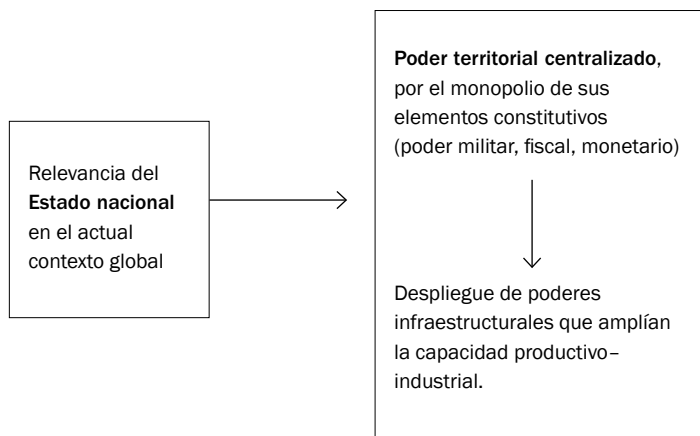 Relevancia del
Estado nacional
en el actual
contexto global
Poder territorial centralizado,
por el monopolio de sus
elementos constitutivos
(poder militar, fiscal, monetario)
Despliegue de poderes
infraestructurales que amplían
la capacidad productivo–
industrial.